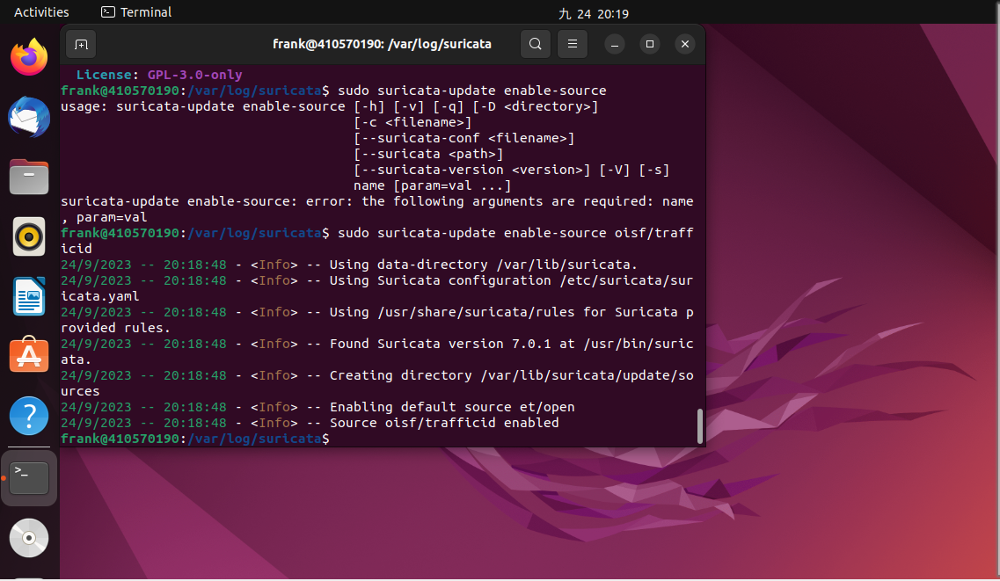 Activities Terminal 九 24 20:19
frank@410570190: /var/log/suricata
License: GPL-3.0-only
frank@410570190:/var/log/suricata$ sudo suricata-update enable-source
usage: suricata-update enable-source [-h] [-v] [-q] [-D <directory>]
[-c <filename>]
[--suricata-conf <filename>]
[--suricata <path>]
[--suricata-version <version>] [-V] [-s]
name [param=val ...]
suricata-update enable-source: error: the following arguments are required: name
, param=val
frank@410570190:/var/log/suricata$ sudo suricata-update enable-source oisf/traff
icid
24/9/2023 -- 20:18:48 - <Info> -- Using data-directory /var/lib/suricata.
24/9/2023 -- 20:18:48 - <Info> -- Using Suricata configuration /etc/suricata/sur
icata.yaml
24/9/2023 -- 20:18:48 - <Info> -- Using /usr/share/suricata/rules for Suricata p
rovided rules.
24/9/2023 -- 20:18:48 - <Info> -- Found Suricata version 7.0.1 at /usr/bin/suric
ata.
24/9/2023 -- 20:18:48 - <Info> -- Creating directory /var/lib/suricata/update/so
urces
24/9/2023 -- 20:18:48 - <Info> -- Enabling default source et/open
24/9/2023 -- 20:18:48 - <Info> -- Source oisf/trafficid enabled
frank@410570190:/var/log/suricata$